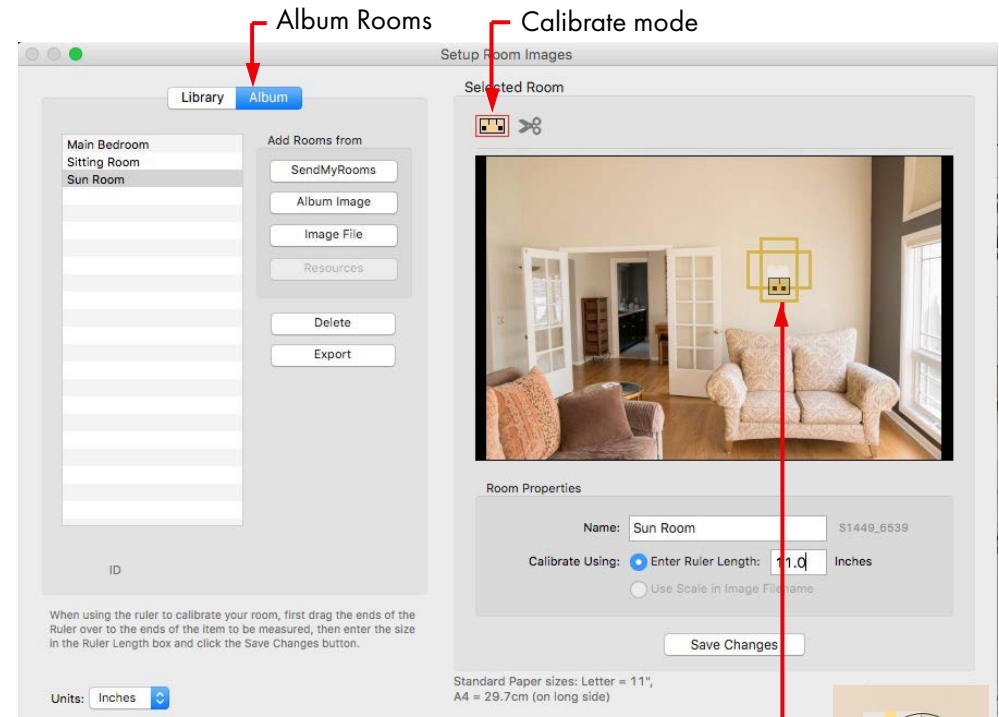 Album Rooms
Calibrate mode
Setup Room Images
Library
Album
Main Bedroom
Sitting Room
Sun Room
Add Rooms from
SendMyRooms
Album Image
Image File
Resources
Delete
Export
ID
When using the ruler to calibrate your room, first drag the ends of the
Ruler over to the ends of the item to be measured, then enter the size
in the Ruler Length box and click the Save Changes button.
Units: Inches
Selected Room
Room Properties
Name: Sun Room S1449_6539
Calibrate Using: Enter Ruler Length: 11.0 Inches
Use Scale in Image Filename
Save Changes
Standard Paper sizes: Letter = 11",
A4 = 29.7cm (on long side)